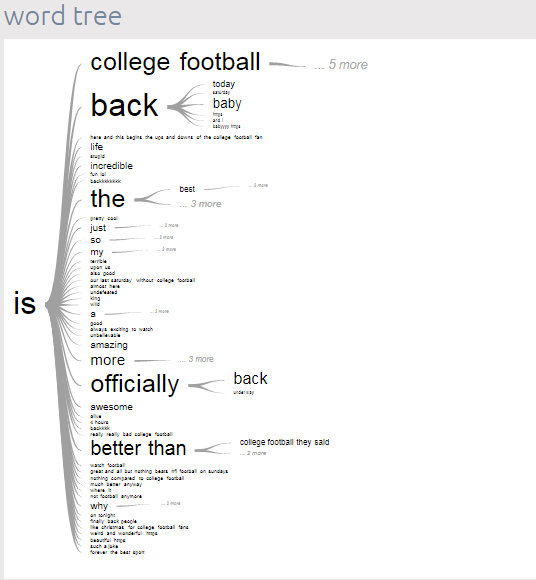 word tree
college football
... 5 more
back
today
saturday
baby
https
and I
babyyyy https
here and this begins the ups and downs of the college football fan
life
stupid
incredible
fun lol
backkkkkkkk
the
best
... 3 more
pretty cool
just
so
my
terrible
upon us
also good
our last saturday without college football
almost here
undefeated
king
wild
is
a
good
always exciting to watch
unbelievable
amazing
more
... 3 more
officially
back
under way
awesome
alive
hours
backkkk
really really bad college football
better than
college football they said
... 2 more
watch football
great and all but nothing beats nfl football on sundays
nothing compared to college football
much better anyway
where it
not football anymore
why
on tonight
finally back people
like christmas for college football fans
weird and wonderful https
beautiful https
such a joke
forever the best sport